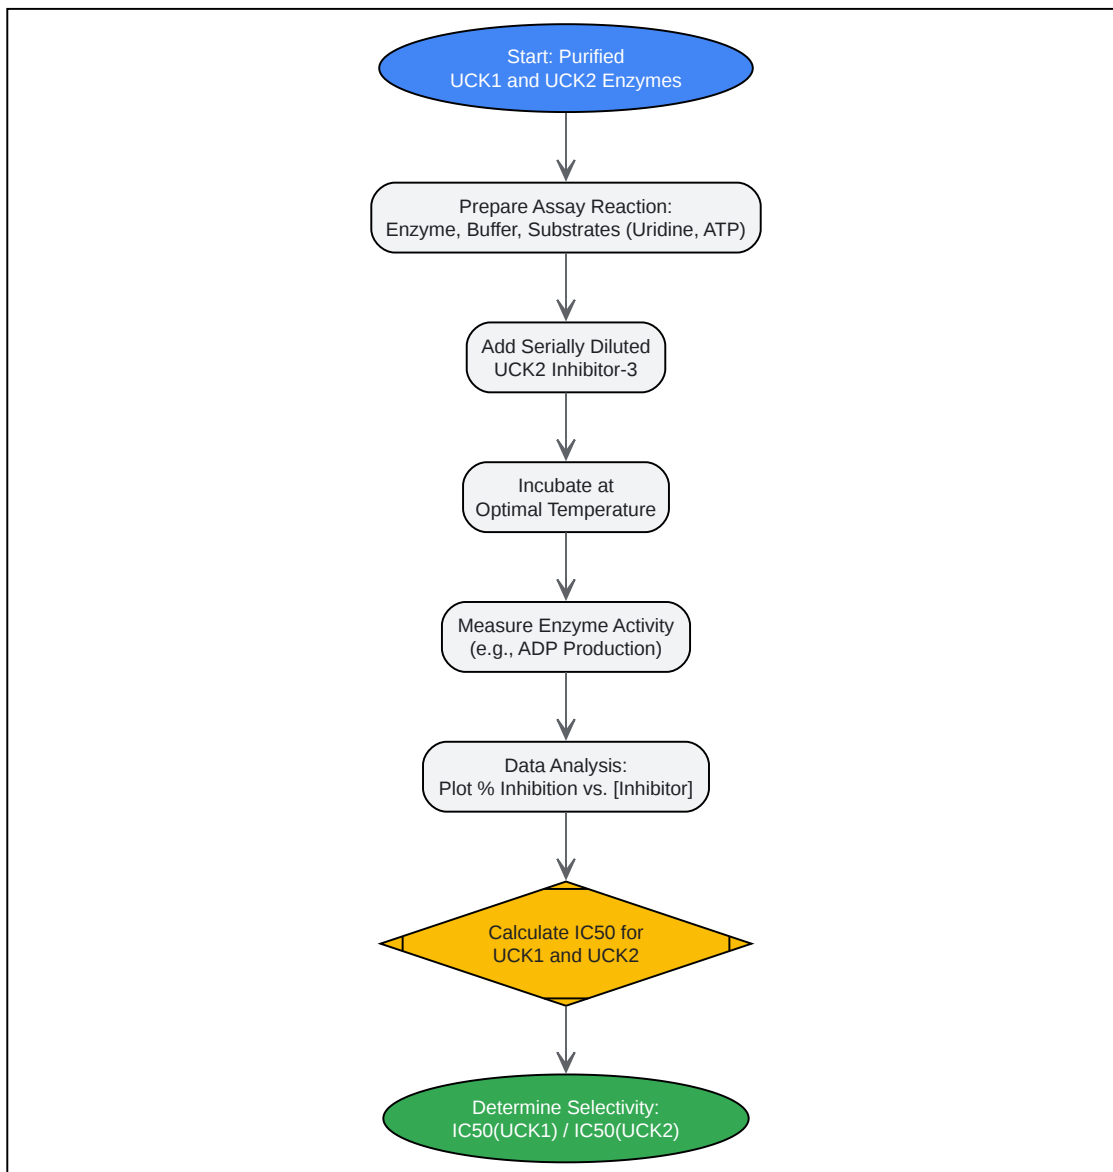 Start: Purified
UCK1 and UCK2 Enzymes
Prepare Assay Reaction:
Enzyme, Buffer, Substrates (Uridine, ATP)
Add Serially Diluted
UCK2 Inhibitor-3
Incubate at
Optimal Temperature
Measure Enzyme Activity
(e.g., ADP Production)
Data Analysis:
Plot % Inhibition vs. [Inhibitor]
Calculate IC50 for
UCK1 and UCK2
Determine Selectivity:
IC50(UCK1) / IC50(UCK2)